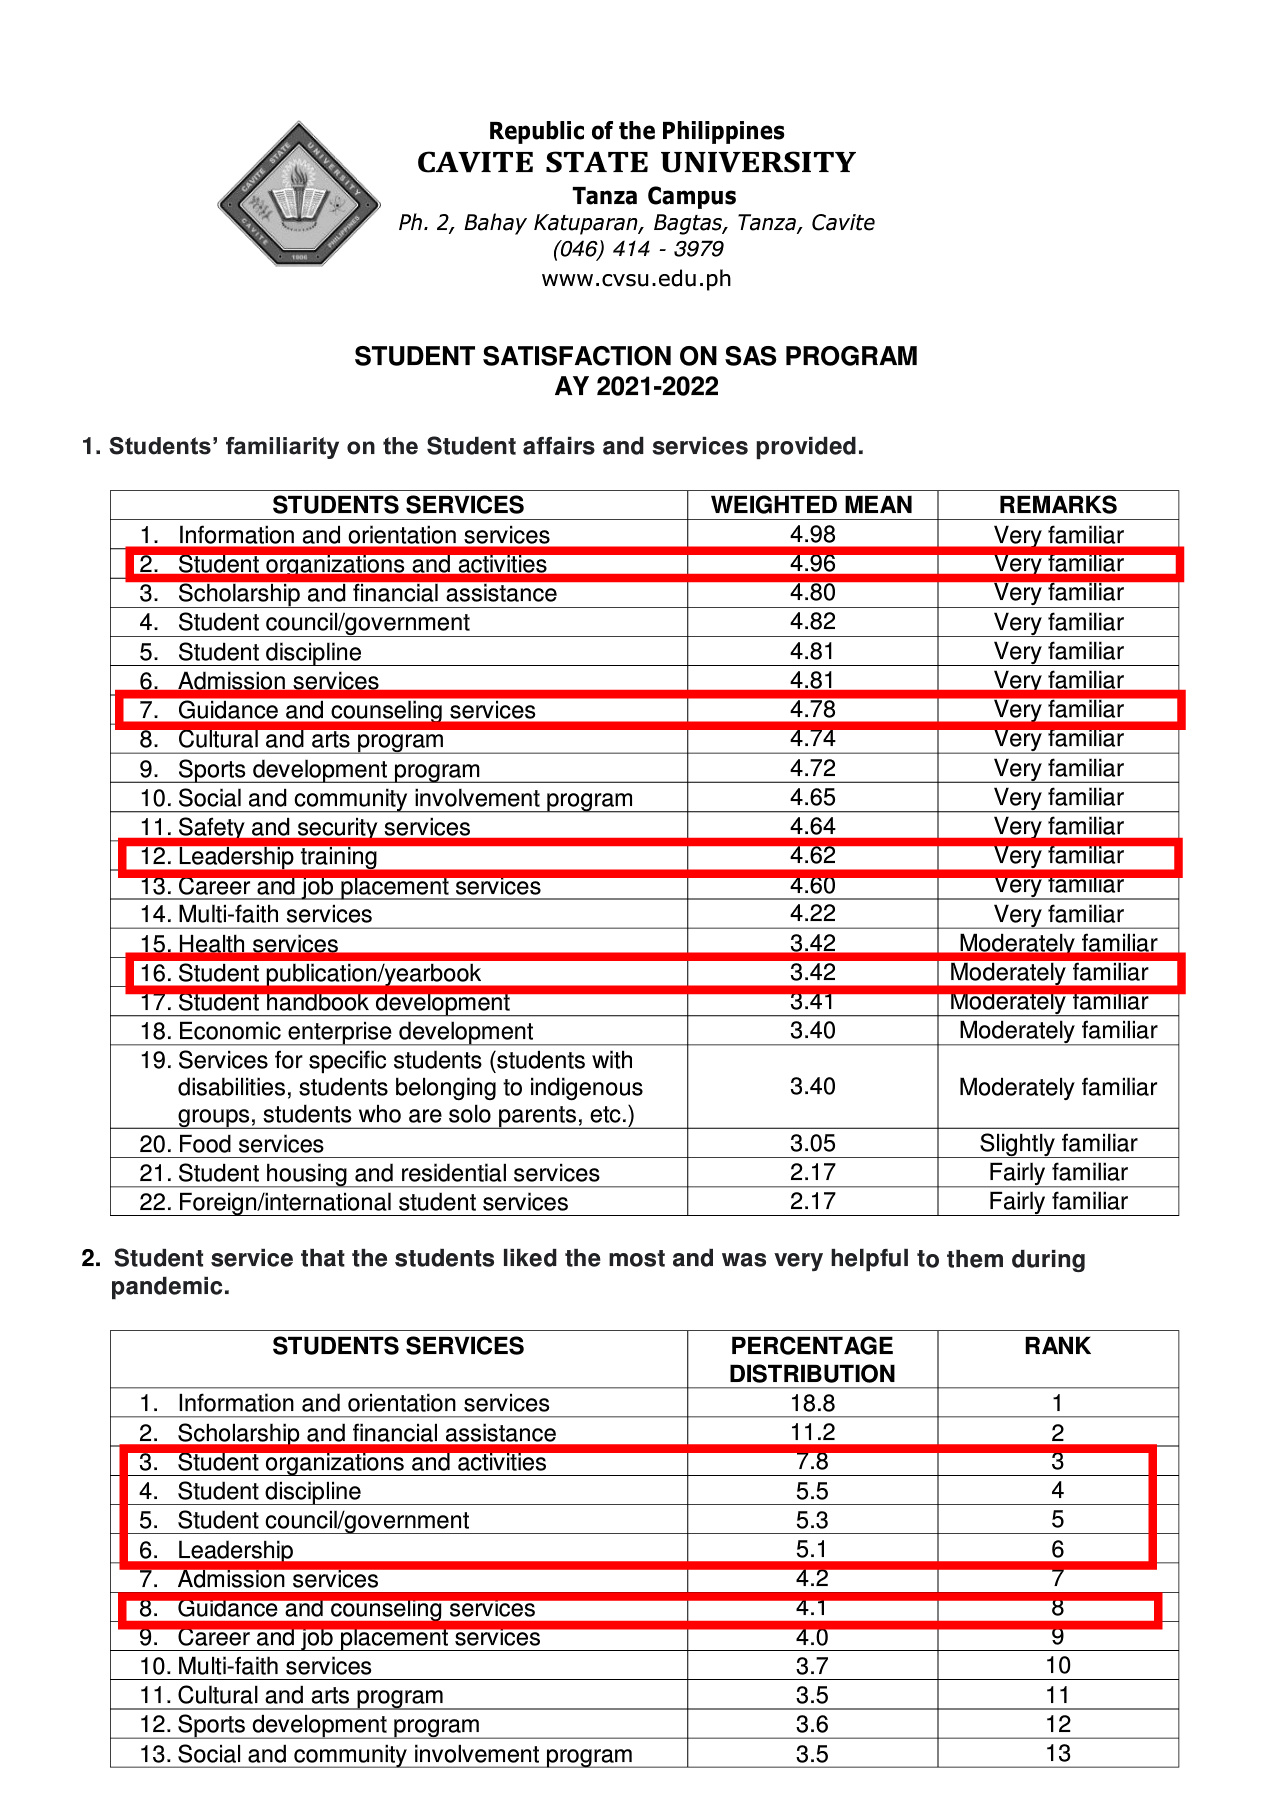 Republic of the Philippines
CAVITE STATE UNIVERSITY
Tanza Campus
Ph. 2, Bahay Katuparan, Bagtas, Tanza, Cavite
(046) 414 - 3979
www.cvsu.edu.ph
CAVITE STATE UNIVERSITY
CAVITE PHILIPPINES
1906
STUDENT SATISFACTION ON SAS PROGRAM
AY 2021-2022
1. Students’ familiarity on the Student affairs and services provided.
STUDENTS SERVICES WEIGHTED MEAN REMARKS
1. Information and orientation services 4.98 Very familiar
2. Student organizations and activities 4.96 Very familiar
3. Scholarship and financial assistance 4.80 Very familiar
4. Student council/government 4.82 Very familiar
5. Student discipline 4.81 Very familiar
6. Admission services 4.81 Very familiar
7. Guidance and counseling services 4.78 Very familiar
8. Cultural and arts program 4.74 Very familiar
9. Sports development program 4.72 Very familiar
10. Social and community involvement program 4.65 Very familiar
11. Safety and security services 4.64 Very familiar
12. Leadership training 4.62 Very familiar
13. Career and job placement services 4.60 Very familiar
14. Multi-faith services 4.22 Very familiar
15. Health services 3.42 Moderately familiar
16. Student publication/yearbook 3.42 Moderately familiar
17. Student handbook development 3.41 Moderately familiar
18. Economic enterprise development 3.40 Moderately familiar
19. Services for specific students (students with
disabilities, students belonging to indigenous 3.40 Moderately familiar
groups, students who are solo parents, etc.)
20. Food services 3.05 Slightly familiar
21. Student housing and residential services 2.17 Fairly familiar
22. Foreign/international student services 2.17 Fairly familiar
2. Student service that the students liked the most and was very helpful to them during
pandemic.
STUDENTS SERVICES PERCENTAGE RANK
DISTRIBUTION
1. Information and orientation services 18.8 1
2. Scholarship and financial assistance 11.2 2
3. Student organizations and activities 7.8 3
4. Student discipline 5.5 4
5. Student council/government 5.3 5
6. Leadership 5.1 6
7. Admission services 4.2 7
8. Guidance and counseling services 4.1 8
9. Career and job placement services 4.0 9
10. Multi-faith services 3.7 10
11. Cultural and arts program 3.5 11
12. Sports development program 3.6 12
13. Social and community involvement program 3.5 13